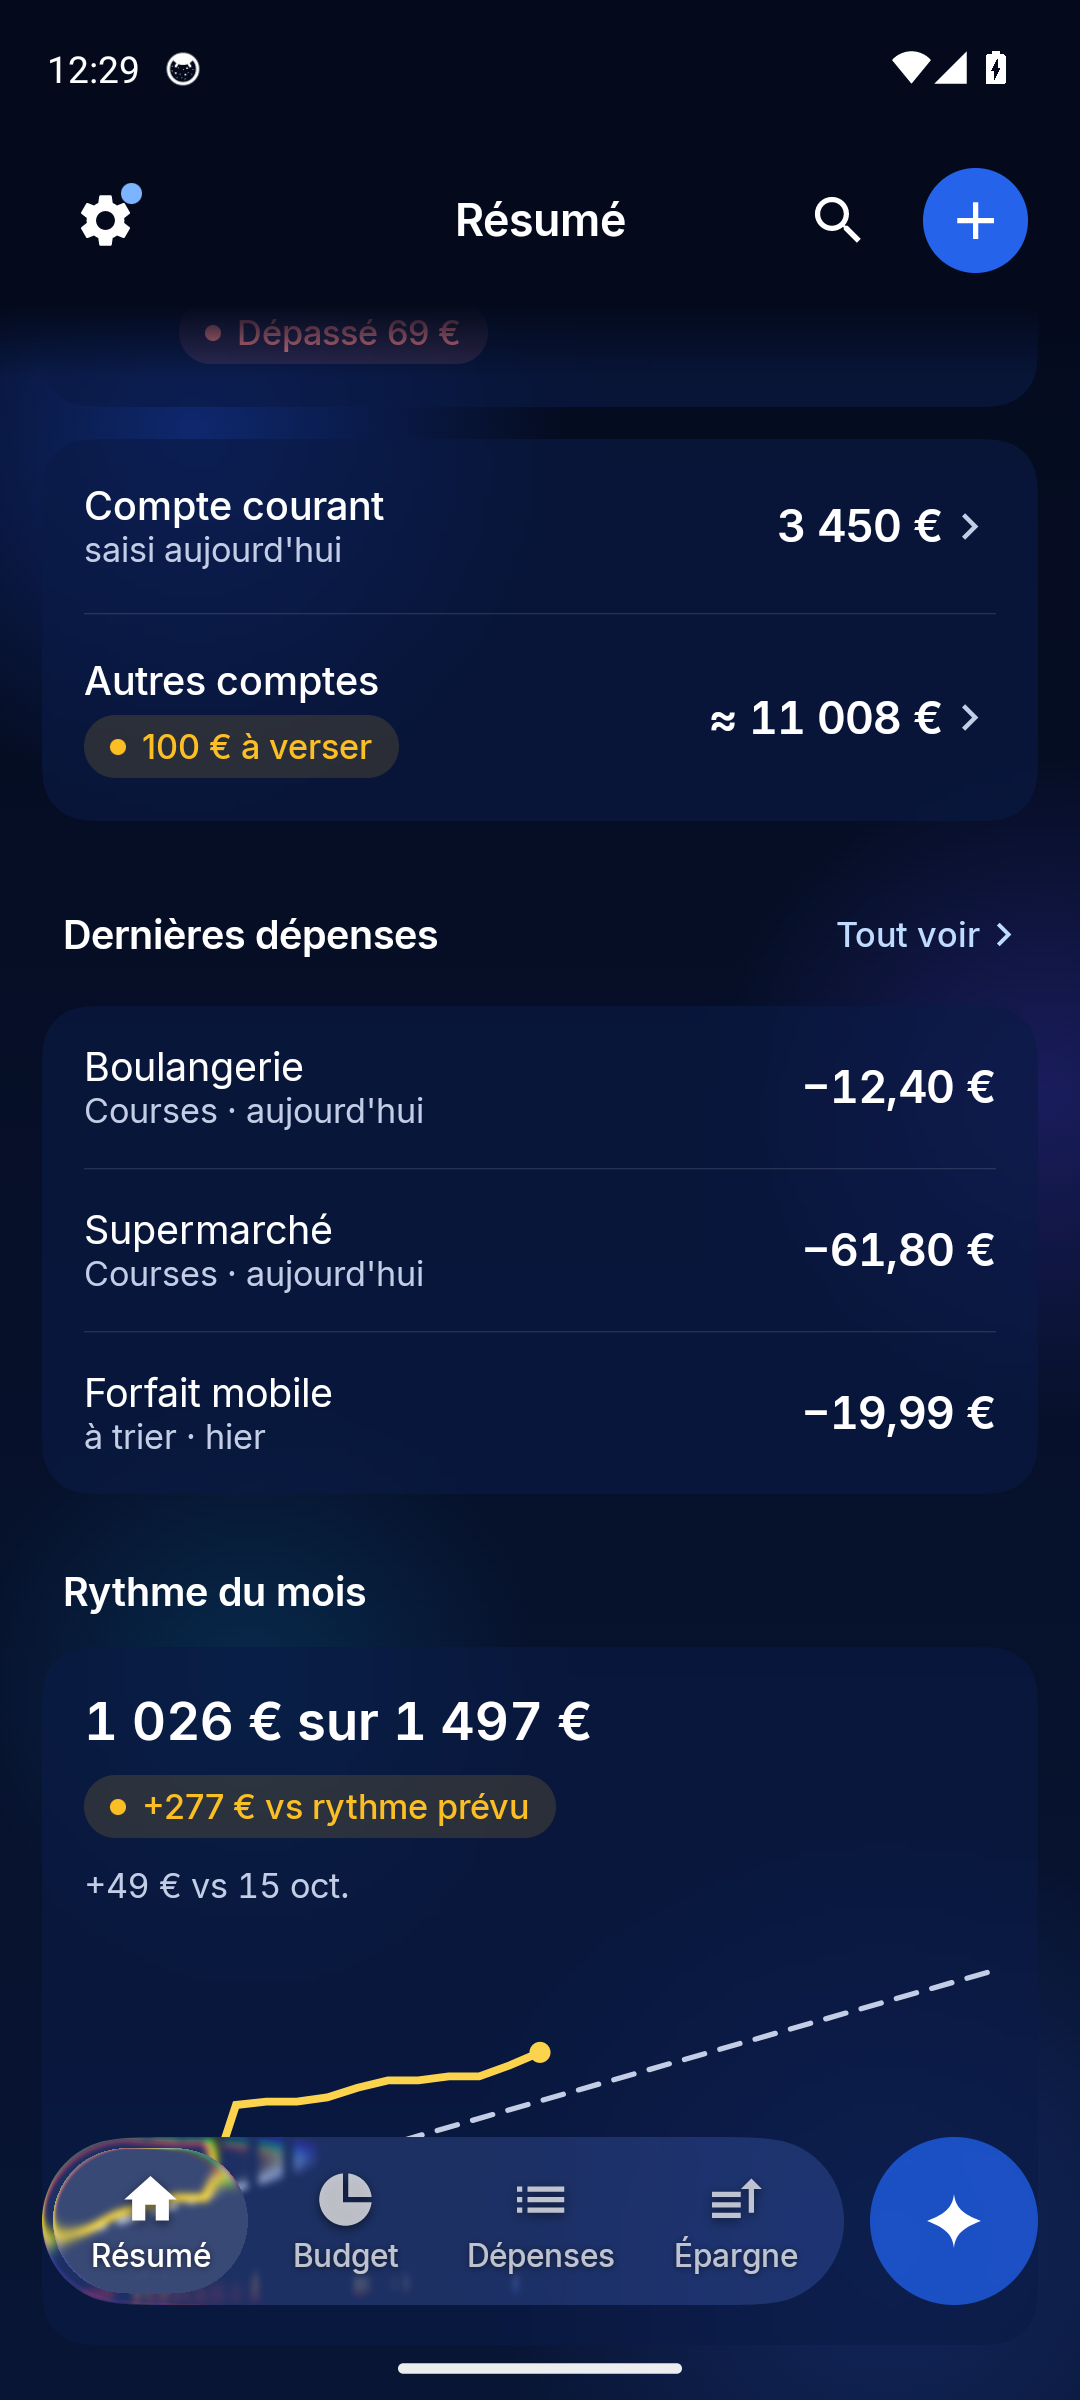 12:29
Résumé
Dépassé 69 €
Compte courant
3 450 €
saisi aujourd'hui
Autres comptes
≈ 11 008 €
100 € à verser
Dernières dépenses
Tout voir
Boulangerie
−12,40 €
Courses · aujourd'hui
Supermarché
−61,80 €
Courses · aujourd'hui
Forfait mobile
−19,99 €
à trier · hier
Rythme du mois
1 026 € sur 1 497 €
+277 € vs rythme prévu
+49 € vs 15 oct.
Résumé
Budget
Dépenses
Épargne